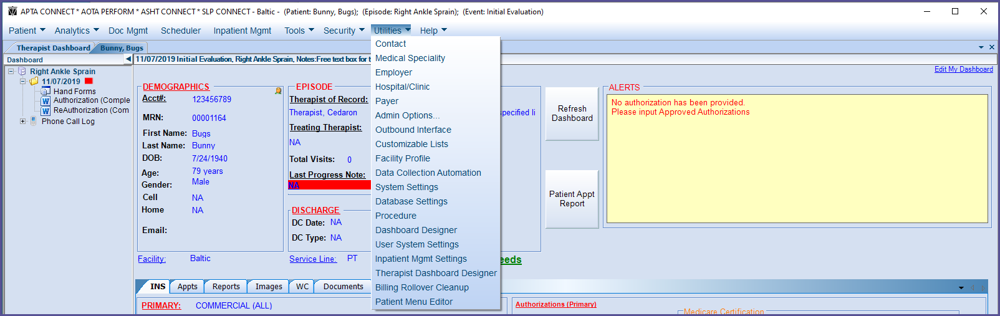 APTA CONNECT * AOTA PERFORM * ASHT CONNECT * SLP CONNECT - Baltic - (Patient: Bunny, Bugs); (Episode: Right Ankle Sprain); (Event: Initial Evaluation)
Patient Analytics Doc Mgmt Scheduler Inpatient Mgmt Tools Security Utilities Help
Therapist Dashboard Bunny, Bugs
Dashboard
11/07/2019 Initial Evaluation, Right Ankle Sprain, Notes:Free text box for t
Edit My Dashboard
Right Ankle Sprain
11/07/2019
Hand Forms
Authorization (Comple
ReAuthorization (Com
Phone Call Log
DEMOGRAPHICS
Acct#: 123456789
MRN: 00001164
First Name: Bugs
Last Name: Bunny
DOB: 7/24/1940
Age: 79 years
Gender: Male
Cell NA
Home NA
Email:
Facility: Baltic
EPISODE
Therapist of Record:
Therapist, Cedaron
pecified li
Treating Therapist:
NA
Total Visits: 0
Last Progress Note:
NA
DISCHARGE
DC Date: NA
DC Type: NA
Service Line: PT
eeds
Contact
Medical Speciality
Employer
Hospital/Clinic
Payer
Admin Options...
Outbound Interface
Customizable Lists
Facility Profile
Data Collection Automation
System Settings
Database Settings
Procedure
Dashboard Designer
User System Settings
Inpatient Mgmt Settings
Therapist Dashboard Designer
Billing Rollover Cleanup
Patient Menu Editor
Refresh
Dashboard
Patient Appt
Report
ALERTS
No authorization has been provided.
Please input Approved Authorizations
INS Appts Reports Images WC Documents
PRIMARY: COMMERCIAL (ALL)
Authorizations (Primary)
Medicare Certification